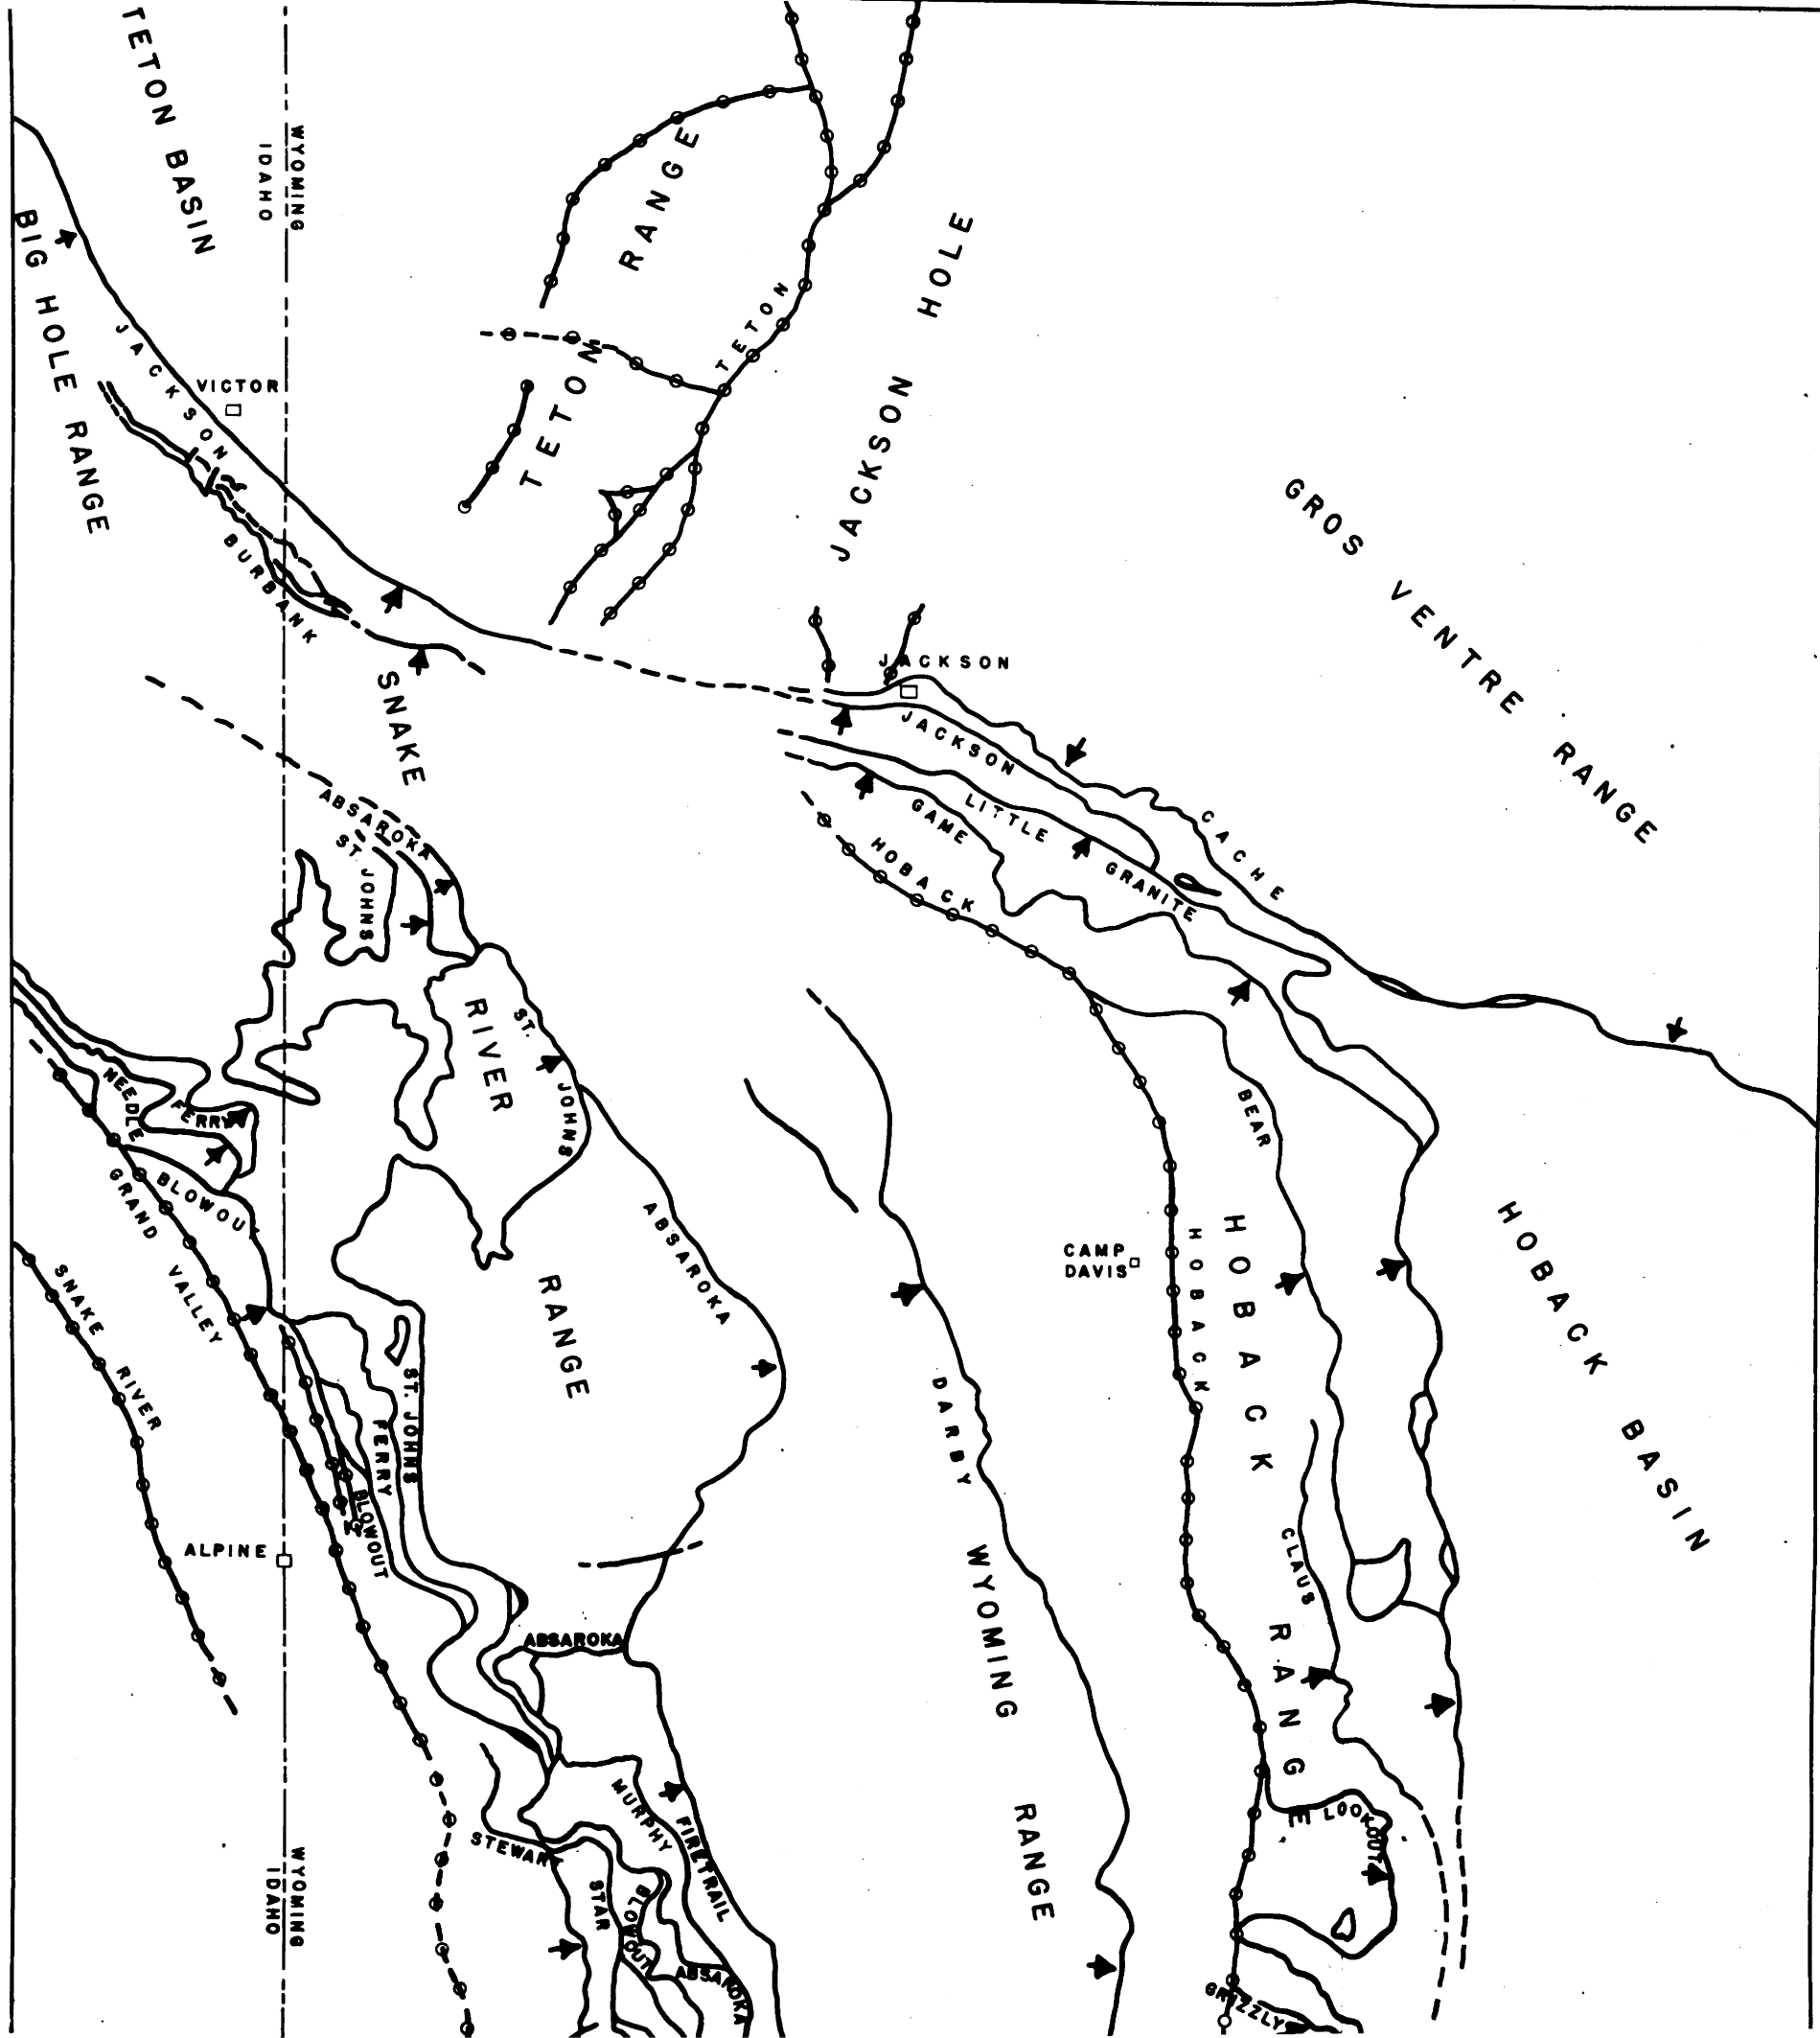 TETON BASIN
WYOMING
IDAHO
BIG HOLE RANGE
TETON RANGE
TETON
JACKSON HOLE
JACKSON
VICTOR
BURBANK
GROS VENTRE RANGE
SNAKE RIVER RANGE
JACKSON
JACKSON
CACHE
LITTLE GRANITE
GAME
HOBACK
ABSAROKA
ST. JOHNS
ST. JOHNS
NEEDLE
FERRY
BLOWOUT
GRAND VALLEY
SNAKE RIVER
ABSAROKA
BEAR
CAMP
DAVIS
HOBACK
HOBACK RANGE
HOBACK BASIN
DARBY
WYOMING RANGE
ST. JOHNS
FERRY
BLOWOUT
ALPINE
CLAUS
ABSAROKA
MURPHY
FIRETRAIL
STEWART
STAR
BLOWOUT
ABSAROKA
LOOKOUT
GRIZZLY
WYOMING
IDAHO